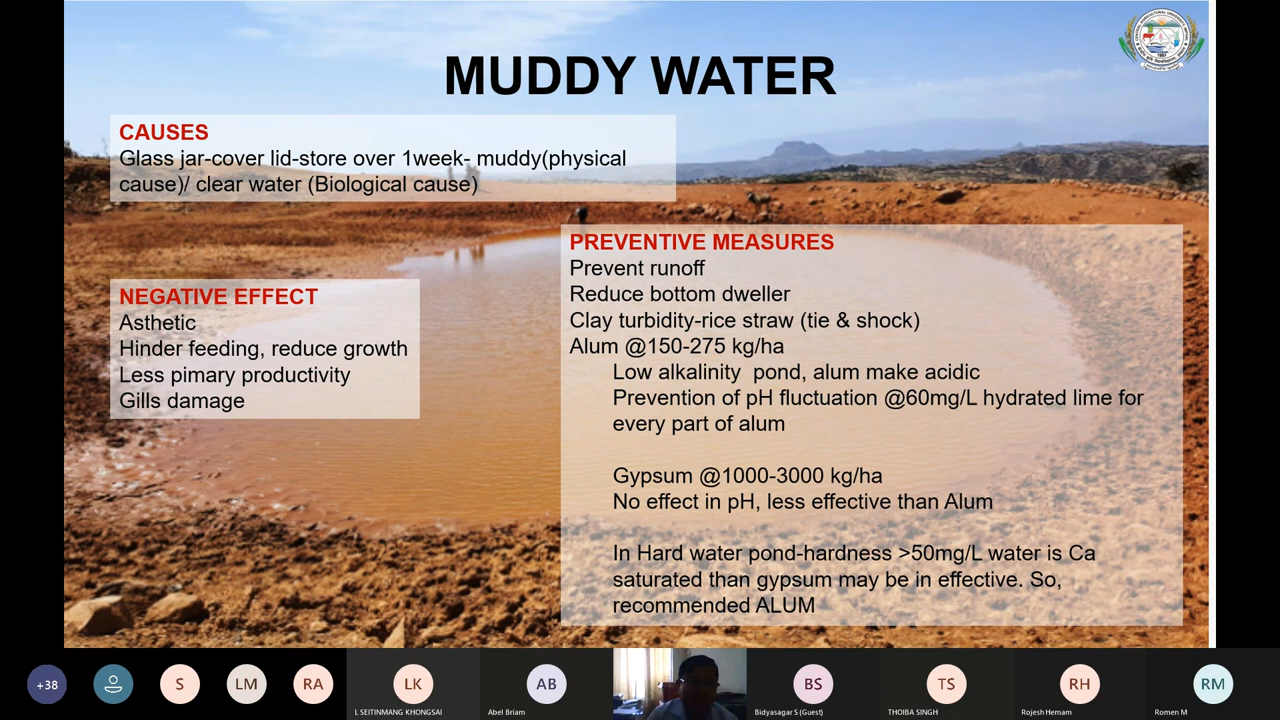 MUDDY WATER
CAUSES
Glass jar-cover lid-store over 1week- muddy(physical
cause)/ clear water (Biological cause)
NEGATIVE EFFECT
Asthetic
Hinder feeding, reduce growth
Less pimary productivity
Gills damage
PREVENTIVE MEASURES
Prevent runoff
Reduce bottom dweller
Clay turbidity-rice straw (tie & shock)
Alum @150-275 kg/ha
Low alkalinity  pond, alum make acidic
Prevention of pH fluctuation @60mg/L hydrated lime for
every part of alum
Gypsum @1000-3000 kg/ha
No effect in pH, less effective than Alum
In Hard water pond-hardness >50mg/L water is Ca
saturated than gypsum may be in effective. So,
recommended ALUM
+38
S
LM
RA
LK
L SEITINMANG KHONGSAI
AB
Abel Briam
BS
Bidyasagar S (Guest)
TS
THOIBA SINGH
RH
Rojesh Hemam
RM
Romen M